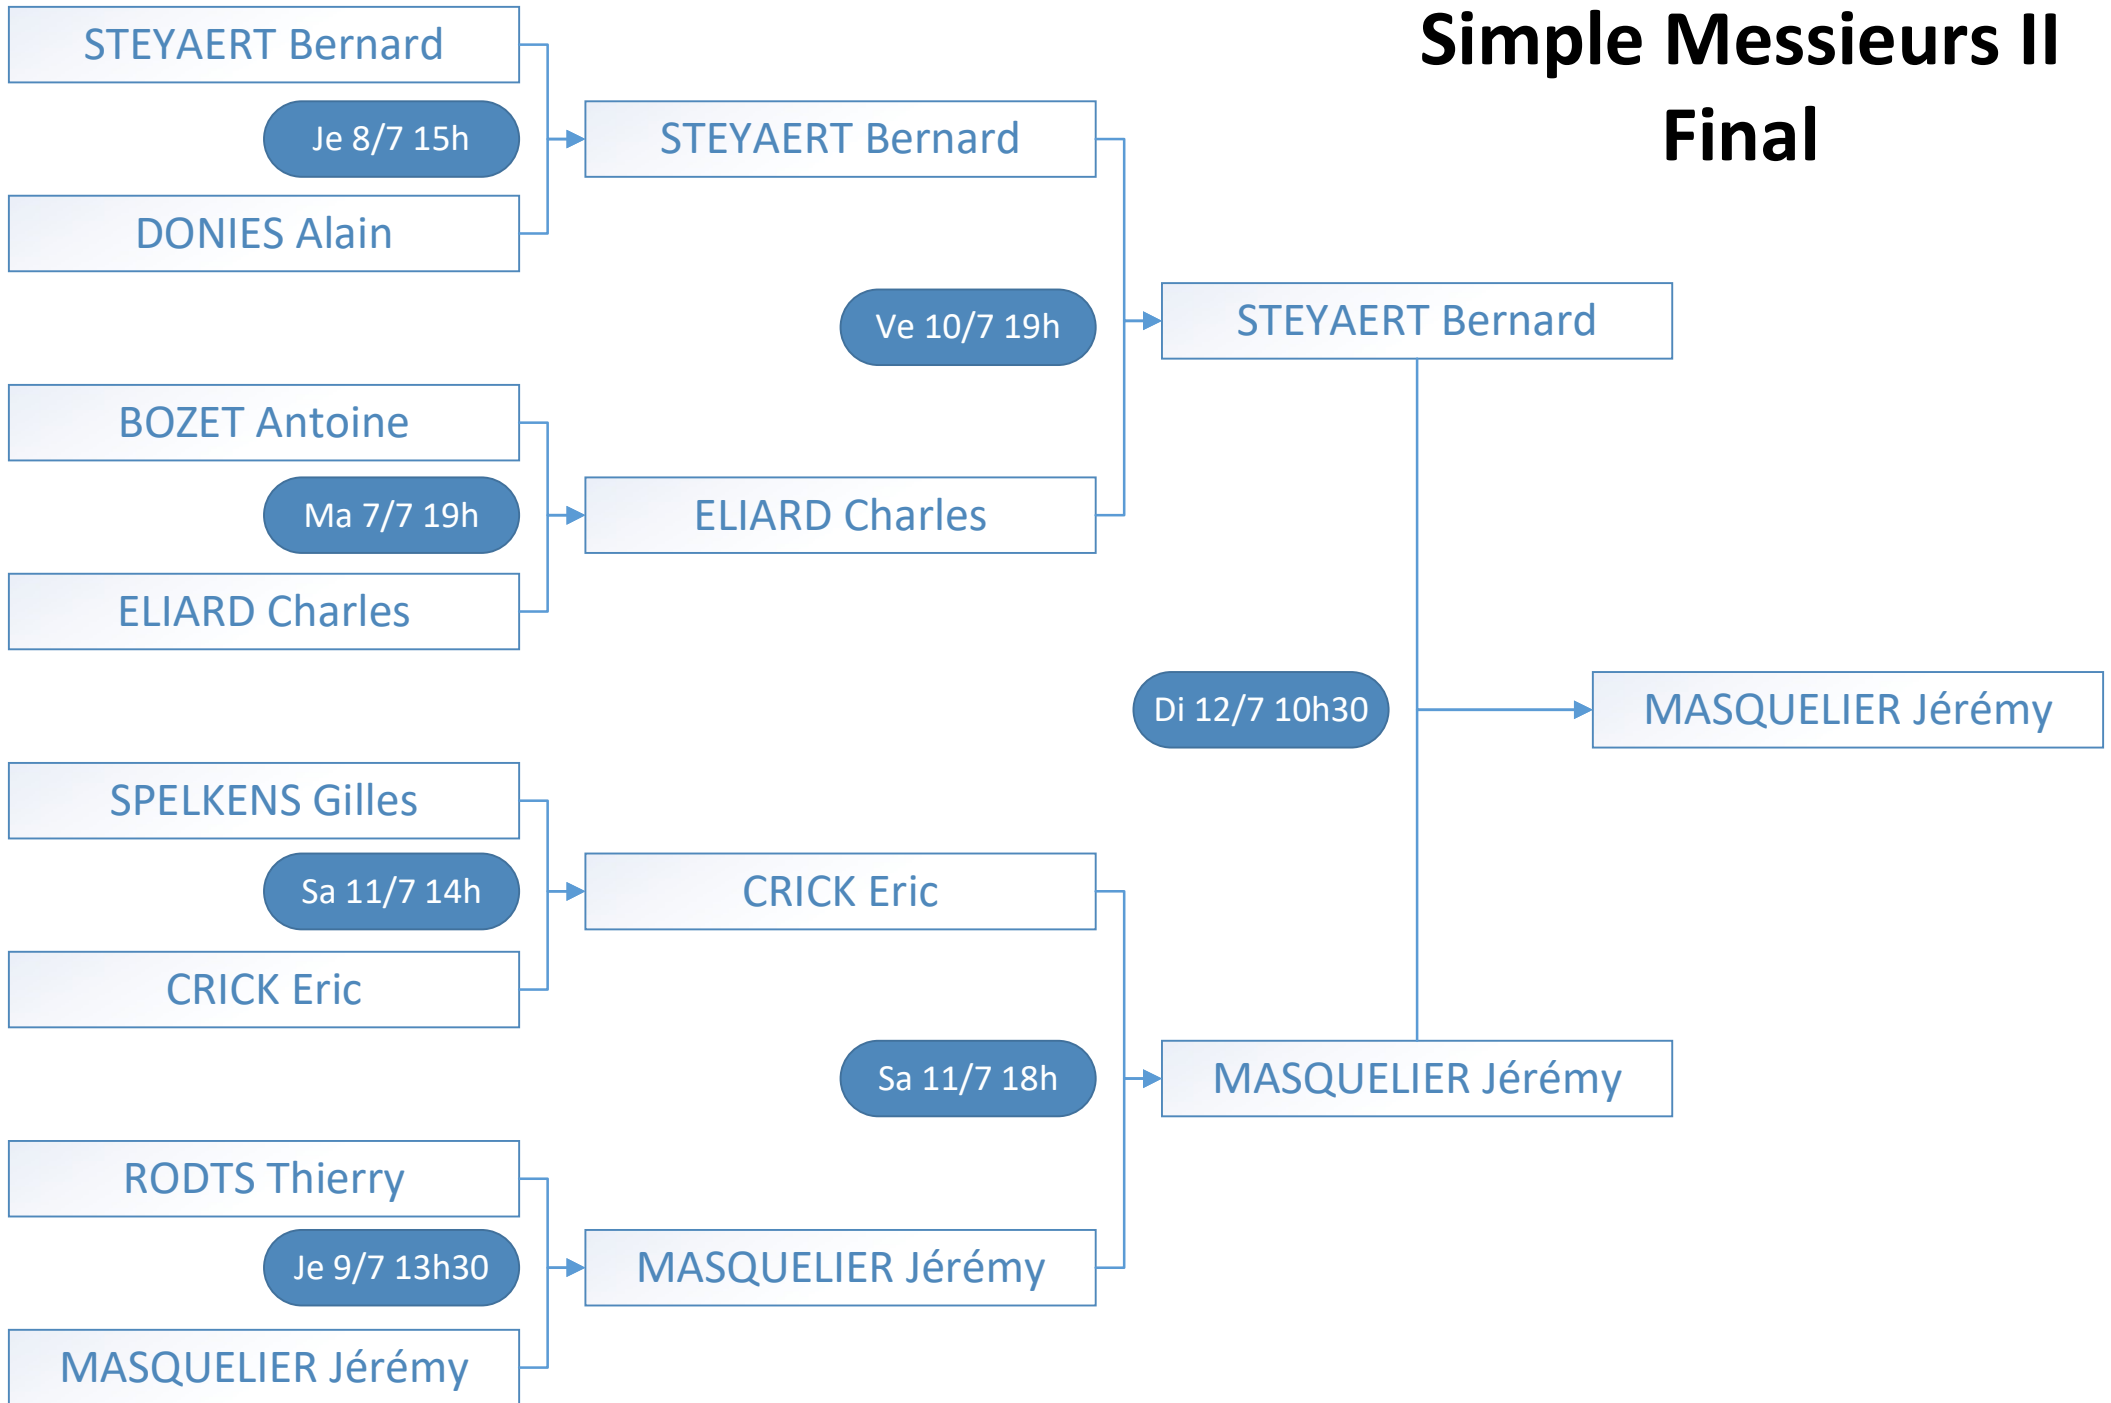 Simple Messieurs II
Final
STEYAERT Bernard
Je 8/7 15h
DONIES Alain
BOZET Antoine
Ma 7/7 19h
ELIARD Charles
SPELKENS Gilles
Sa 11/7 14h
CRICK Eric
RODTS Thierry
Je 9/7 13h30
MASQUELIER Jérémy
STEYAERT Bernard
Ve 10/7 19h
ELIARD Charles
CRICK Eric
Sa 11/7 18h
MASQUELIER Jérémy
STEYAERT Bernard
Di 12/7 10h30
MASQUELIER Jérémy
MASQUELIER Jérémy